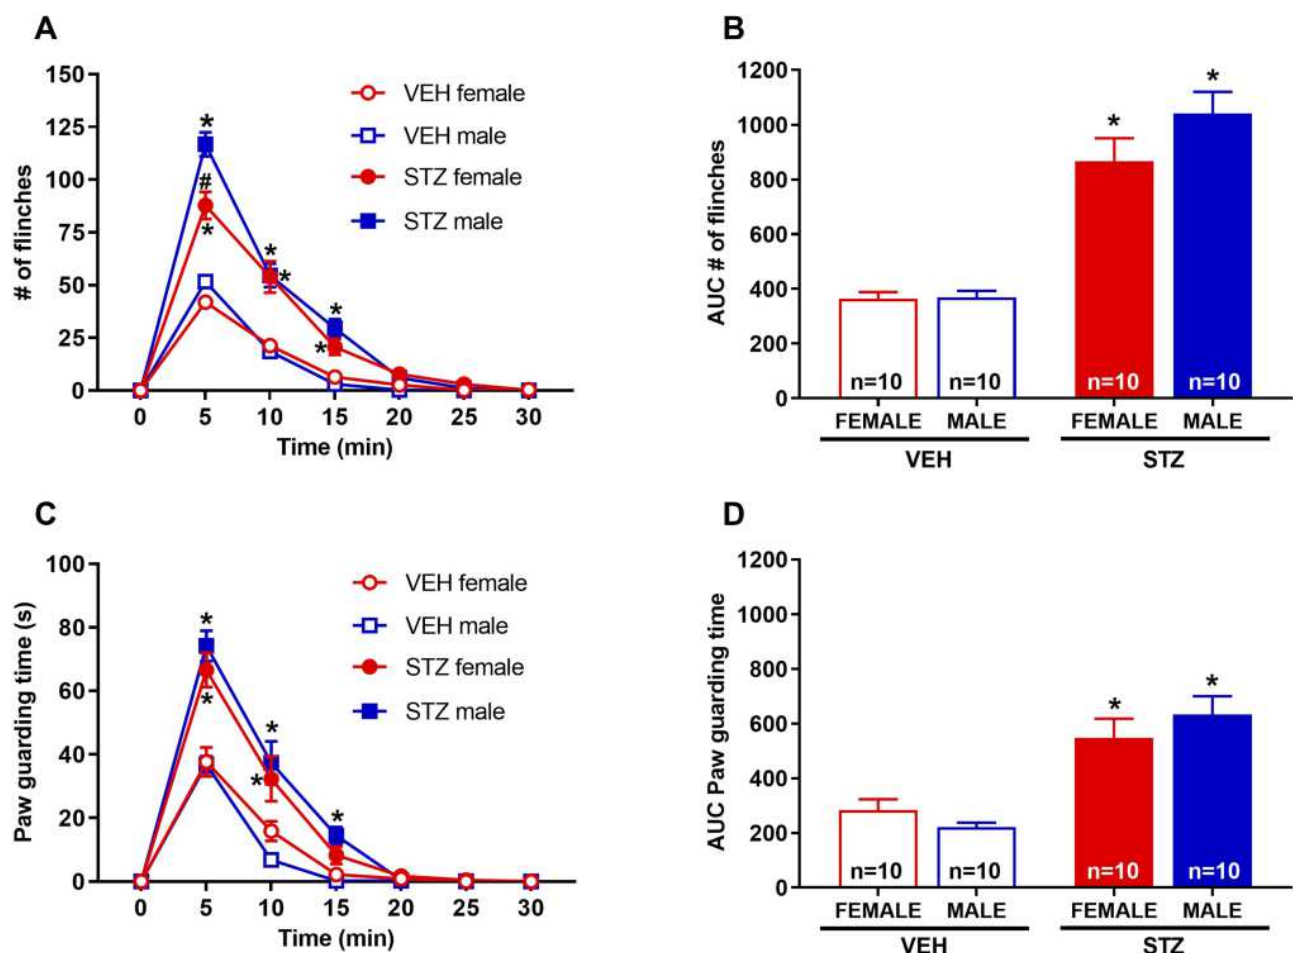 A
150
125
100
75
50
25
0
# of flinches
VEH female
VEH male
STZ female
STZ male
*
#
*
*
*
*
*
0 5 10 15 20 25 30
Time (min)
B
1200
1000
800
600
400
200
0
AUC # of flinches
*
*
n=10 n=10 n=10 n=10
FEMALE MALE FEMALE MALE
VEH STZ
C
100
80
60
40
20
0
Paw guarding time (s)
VEH female
VEH male
STZ female
STZ male
*
*
*
*
*
0 5 10 15 20 25 30
Time (min)
D
1200
1000
800
600
400
200
0
AUC Paw guarding time
*
*
n=10 n=10 n=10 n=10
FEMALE MALE FEMALE MALE
VEH STZ